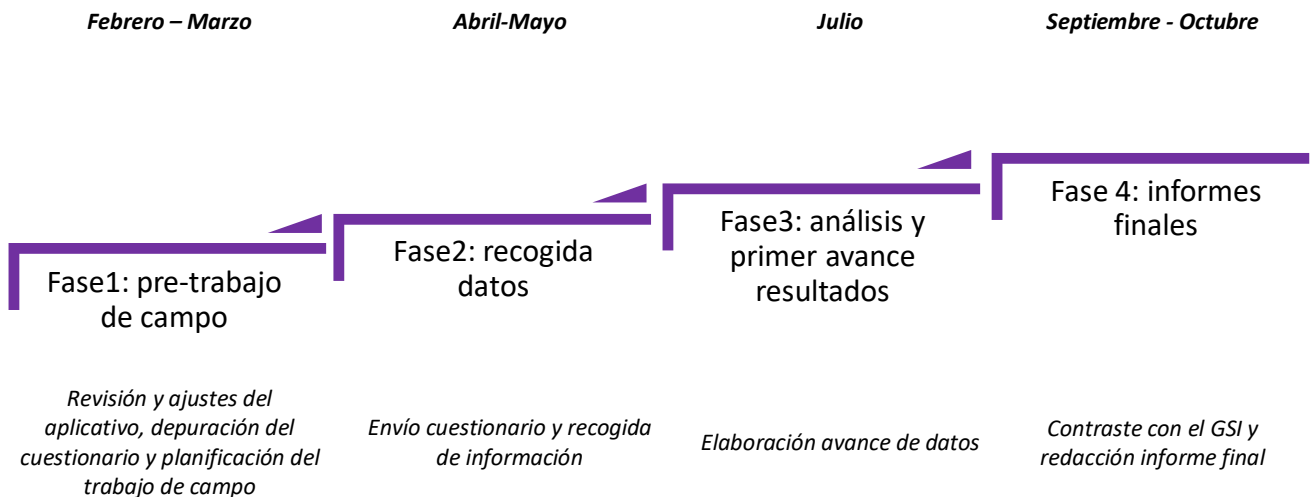 Febrero – Marzo
Abril-Mayo
Julio
Septiembre - Octubre
Fase1: pre-trabajo
de campo
Fase2: recogida
datos
Fase3: análisis y
primer avance
resultados
Fase 4: informes
finales
Revisión y ajustes del
aplicativo, depuración del
cuestionario y planificación del
trabajo de campo
Envío cuestionario y recogida
de información
Elaboración avance de datos
Contraste con el GSI y
redacción informe final